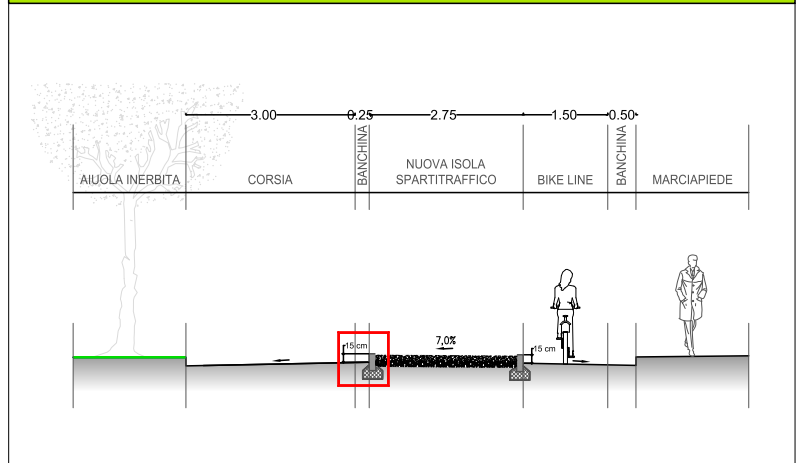 3.00
0.25
2.75
1.50
0.50
AIUOLA INERBITA
CORSIA
BANCHINA
NUOVA ISOLA
SPARTITRAFFICO
BIKE LINE
BANCHINA
MARCIAPIEDE
15 cm
7,0%
15 cm